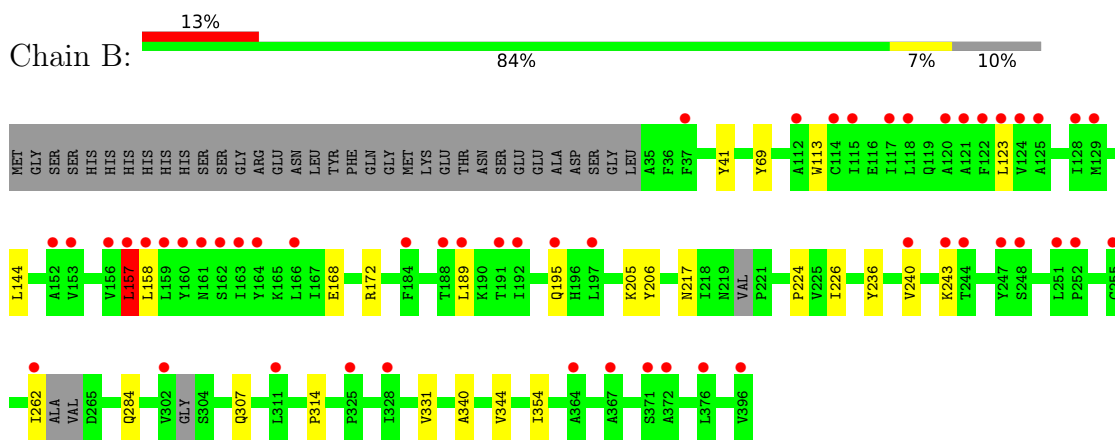 13%
Chain B:
84%
7%
10%
MET GLY SER SER HIS HIS HIS HIS HIS HIS SER SER GLY ARG GLU ASN LEU TYR PHE GLN GLY MET LYS GLU THR ASN SER GLU GLU ALA ASP SER GLY LEU A35 F36 F37 Y41 Y69 A112 W113 C114 I115 E116 I117 L118 Q119 A120 A121 F122 L123 V124 A125 I128 M129
L144 A152 V153 V156 L157 L158 L159 Y160 N161 S162 I163 Y164 K165 L166 I167 E168 R172 F184 T188 L189 K190 T191 I192 Q195 H196 L197 K205 Y206 N217 I218 N219 VAL P221 P224 V225 I226 Y236 V240 K243 T244 Y247 S248 L251 P252
I262 ALA VAL D265 Q284 V302 GLY S304 Q307 L311 P314 P325 I328 V331 A340 V344 I354 A364 A367 S371 A372 L376 V396